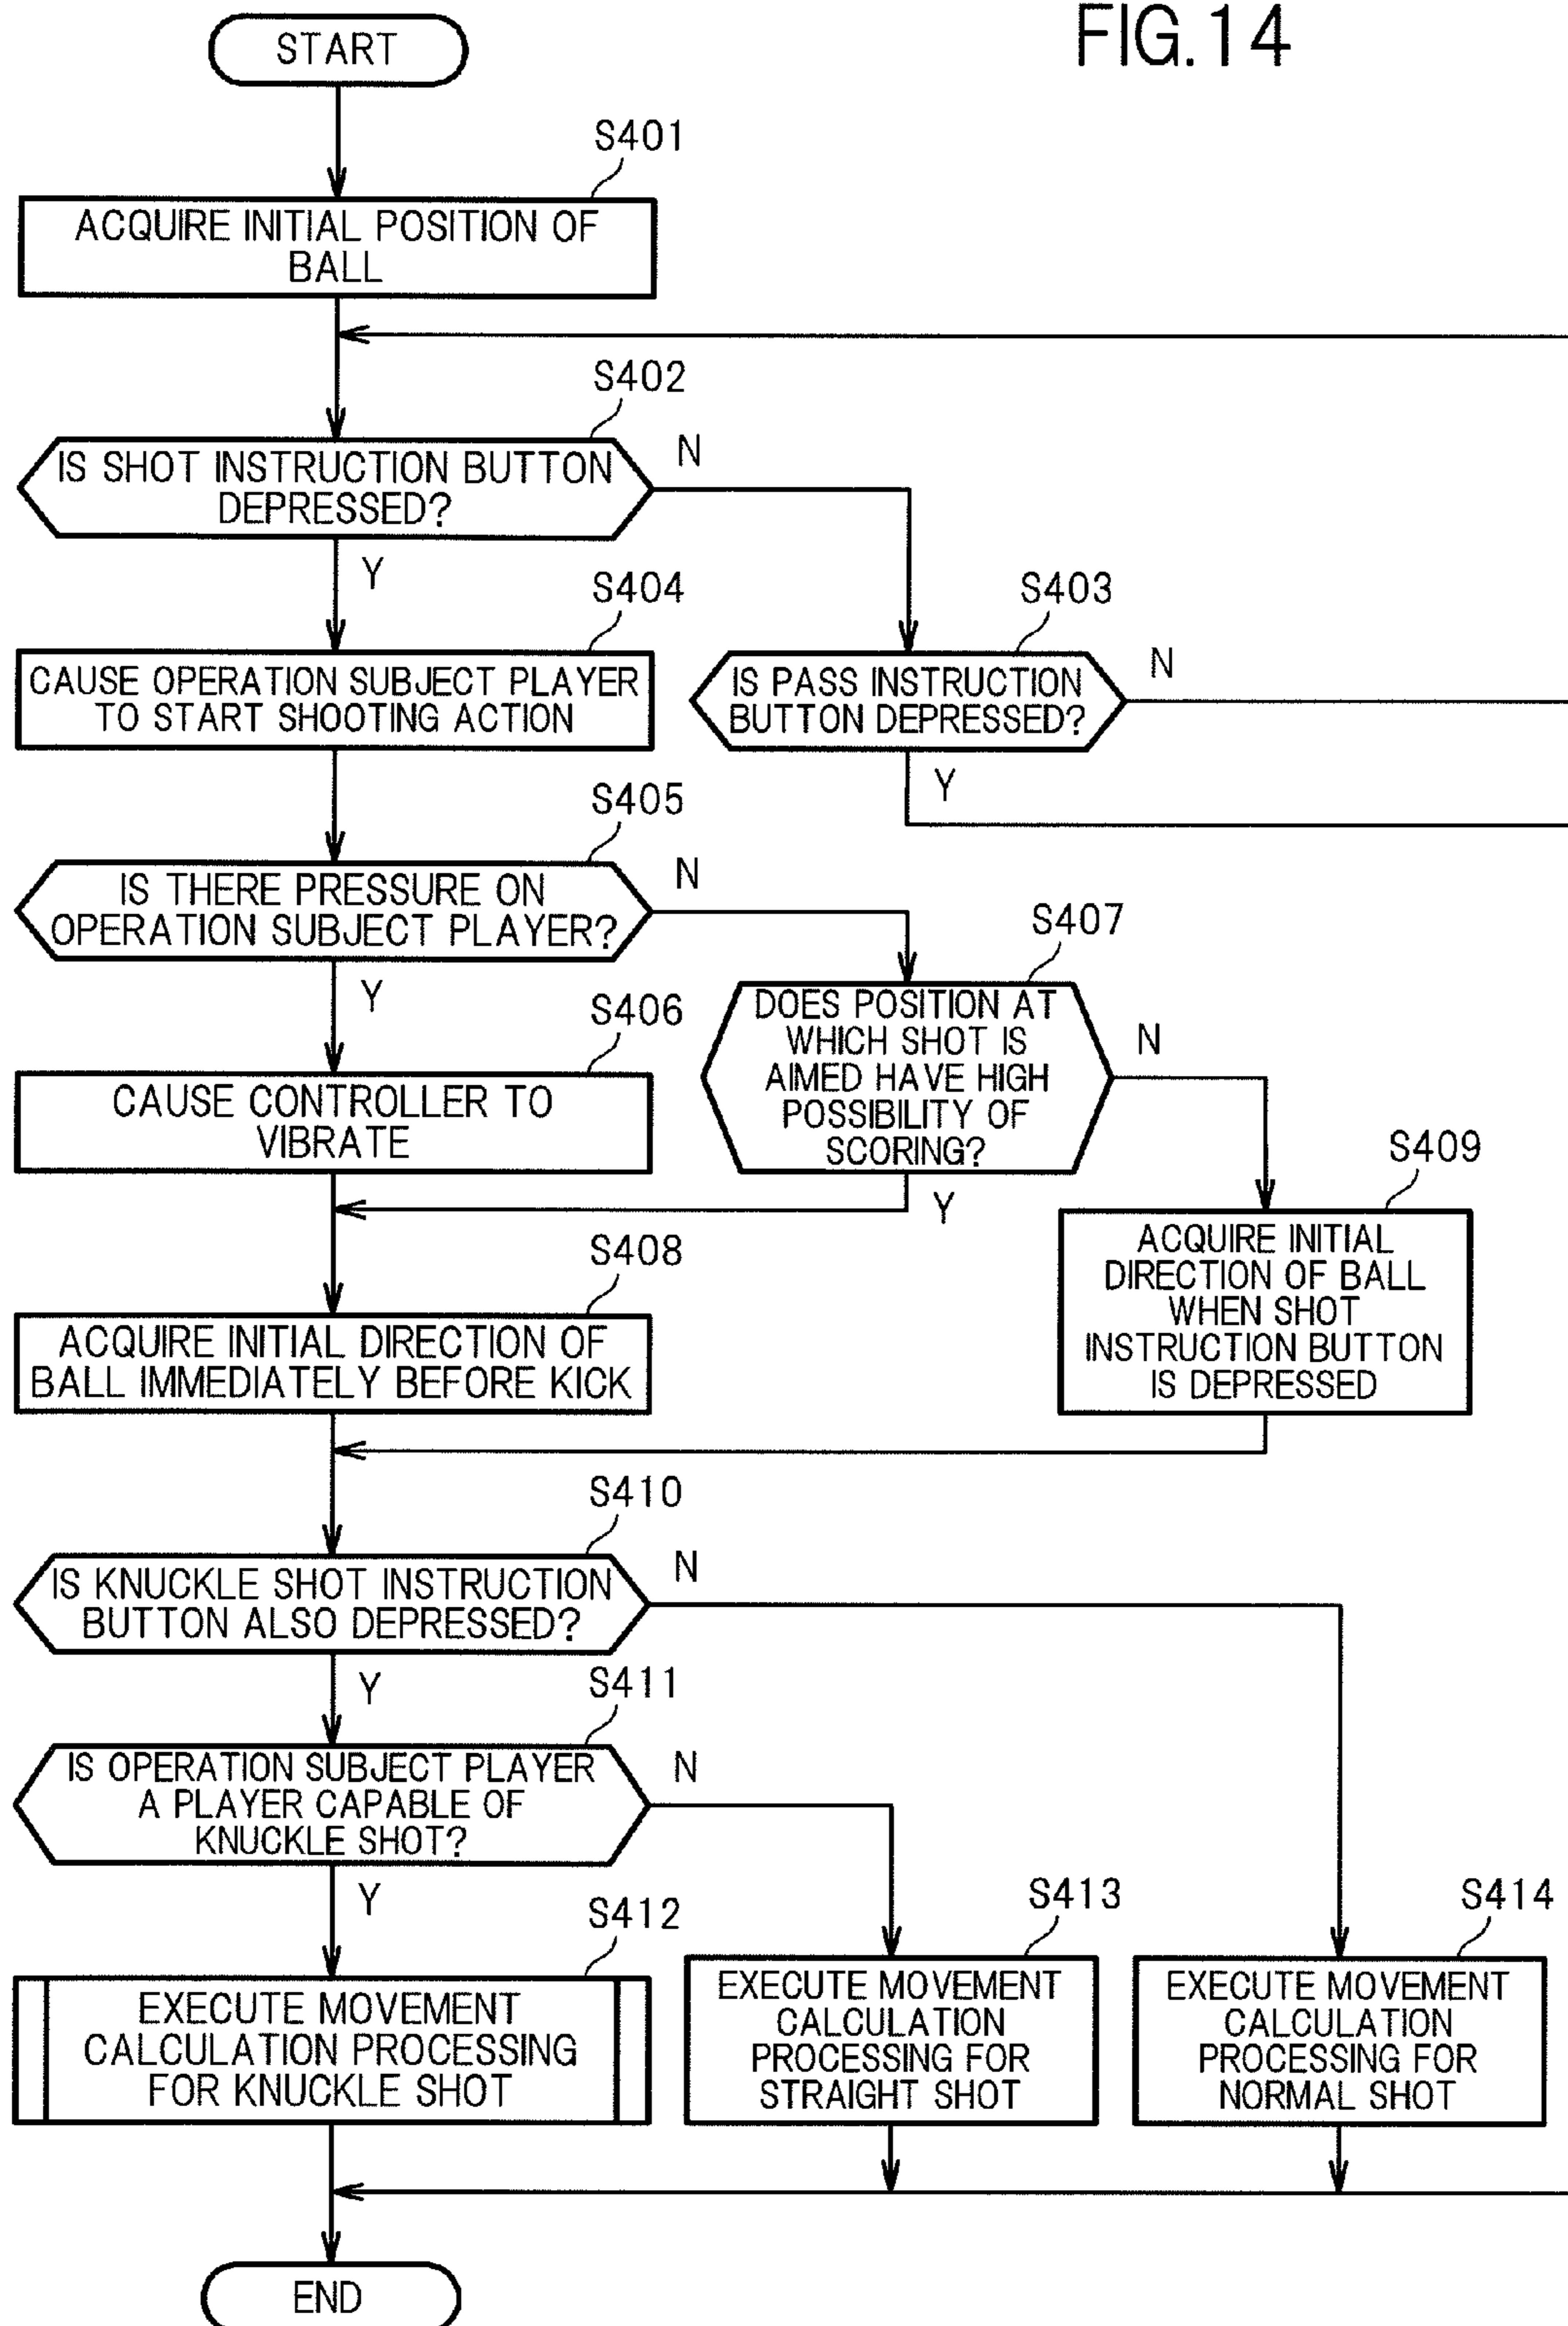 FIG.14
START
S401
ACQUIRE INITIAL POSITION OF
BALL
S402
IS SHOT INSTRUCTION BUTTON
DEPRESSED?
N
Y
S404
CAUSE OPERATION SUBJECT PLAYER
TO START SHOOTING ACTION
S403
IS PASS INSTRUCTION
BUTTON DEPRESSED?
N
Y
S405
IS THERE PRESSURE ON
OPERATION SUBJECT PLAYER?
N
Y
S407
DOES POSITION AT
WHICH SHOT IS
AIMED HAVE HIGH
POSSIBILITY OF
SCORING?
N
Y
S406
CAUSE CONTROLLER TO
VIBRATE
S409
ACQUIRE INITIAL
DIRECTION OF BALL
WHEN SHOT
INSTRUCTION BUTTON
IS DEPRESSED
S408
ACQUIRE INITIAL DIRECTION OF
BALL IMMEDIATELY BEFORE KICK
S410
IS KNUCKLE SHOT INSTRUCTION
BUTTON ALSO DEPRESSED?
N
Y
S411
IS OPERATION SUBJECT PLAYER
A PLAYER CAPABLE OF
KNUCKLE SHOT?
N
Y
S412
EXECUTE MOVEMENT
CALCULATION PROCESSING
FOR KNUCKLE SHOT
S413
EXECUTE MOVEMENT
CALCULATION
PROCESSING FOR
STRAIGHT SHOT
S414
EXECUTE MOVEMENT
CALCULATION
PROCESSING FOR
NORMAL SHOT
END